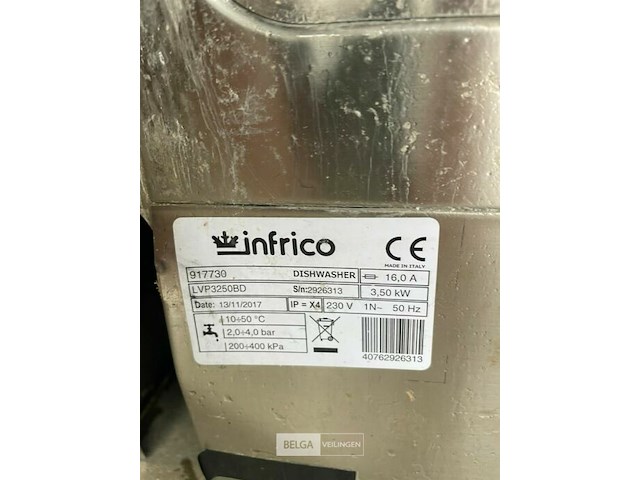 infrico
CE
MADE IN ITALY
917730 DISHWASHER 16,0 A
LVP3250BD S/n:2926313 3,50 kW
Date: 13/11/2017 IP = X4 230 V 1N~ 50 Hz
10÷50 °C
2,0÷4,0 bar
200÷400 kPa
40762926313
BELGA VEILINGEN